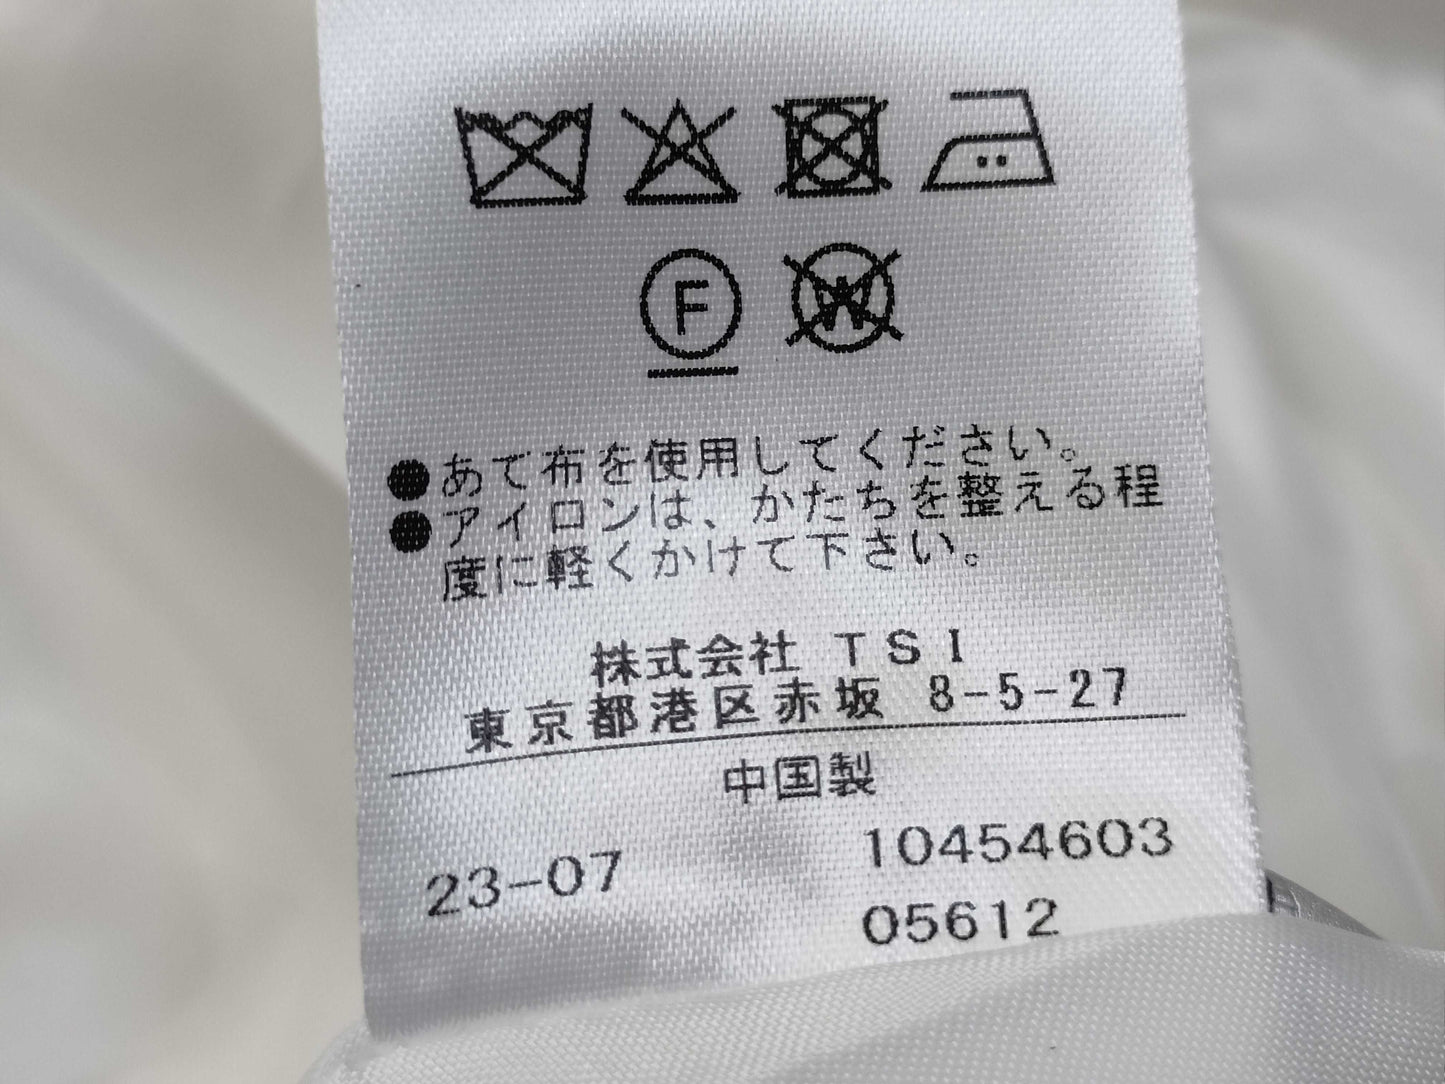 F
W
●あて布を使用してください。
●アイロンは、かたちを整える程
度に軽くかけて下さい。
株式会社 TSI
東京都港区赤坂 8-5-27
中国製
23-07
10454603
05612